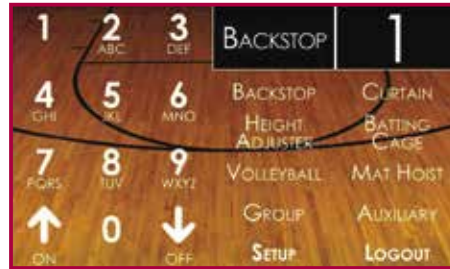 1 2 3 BACKSTOP 1
ABC DEF
4 5 6 BACKSTOP CURTAIN
GHI JKL MNO HEIGHT ADJUSTER BATTING CAGE
7 8 9 VOLLEYBALL MAT HOIST
PQRS TUV WXYZ
0 GROUP AUXILIARY
ON OFF SETUP LOGOUT